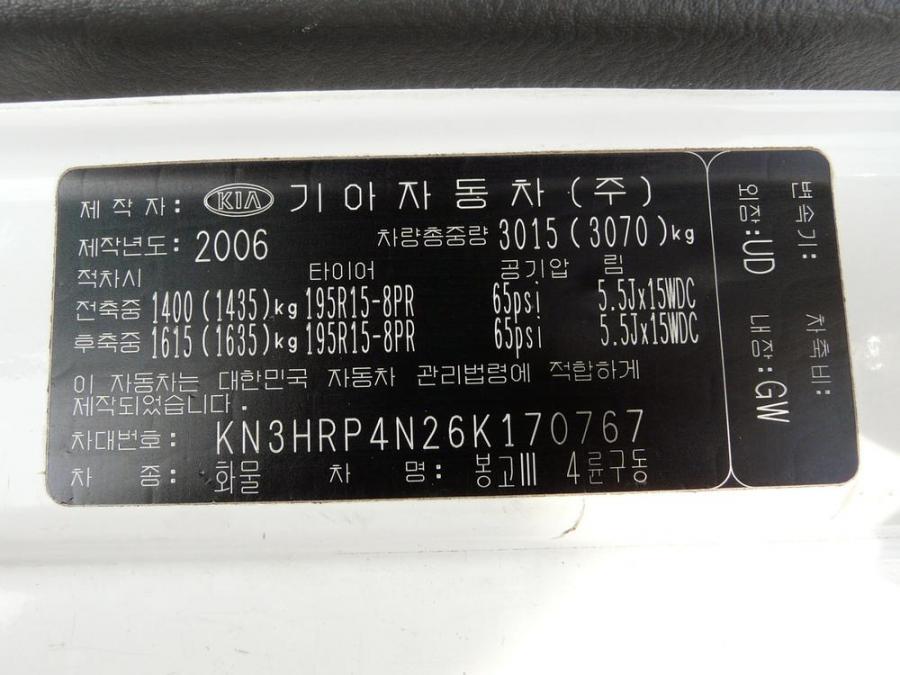 제 작 자: KIA 기 아 자 동 차 (주)
제작년도: 2006 차량총중량 3015 (3070)kg
적차시 타이어 공기압 림
전축중 1400 (1435)kg 195R15-8PR 65psi 5.5Jx15WDC
후축중 1615 (1635)kg 195R15-8PR 65psi 5.5Jx15WDC
이 자동차는 대한민국 자동차 관리법령에 적합하게
제작되었습니다.
차대번호: KN3HRP4N26K170767
차 종: 화물 차 명: 봉고III 4륜구동
변속기: 차축비:
외장:UD 내장:GW